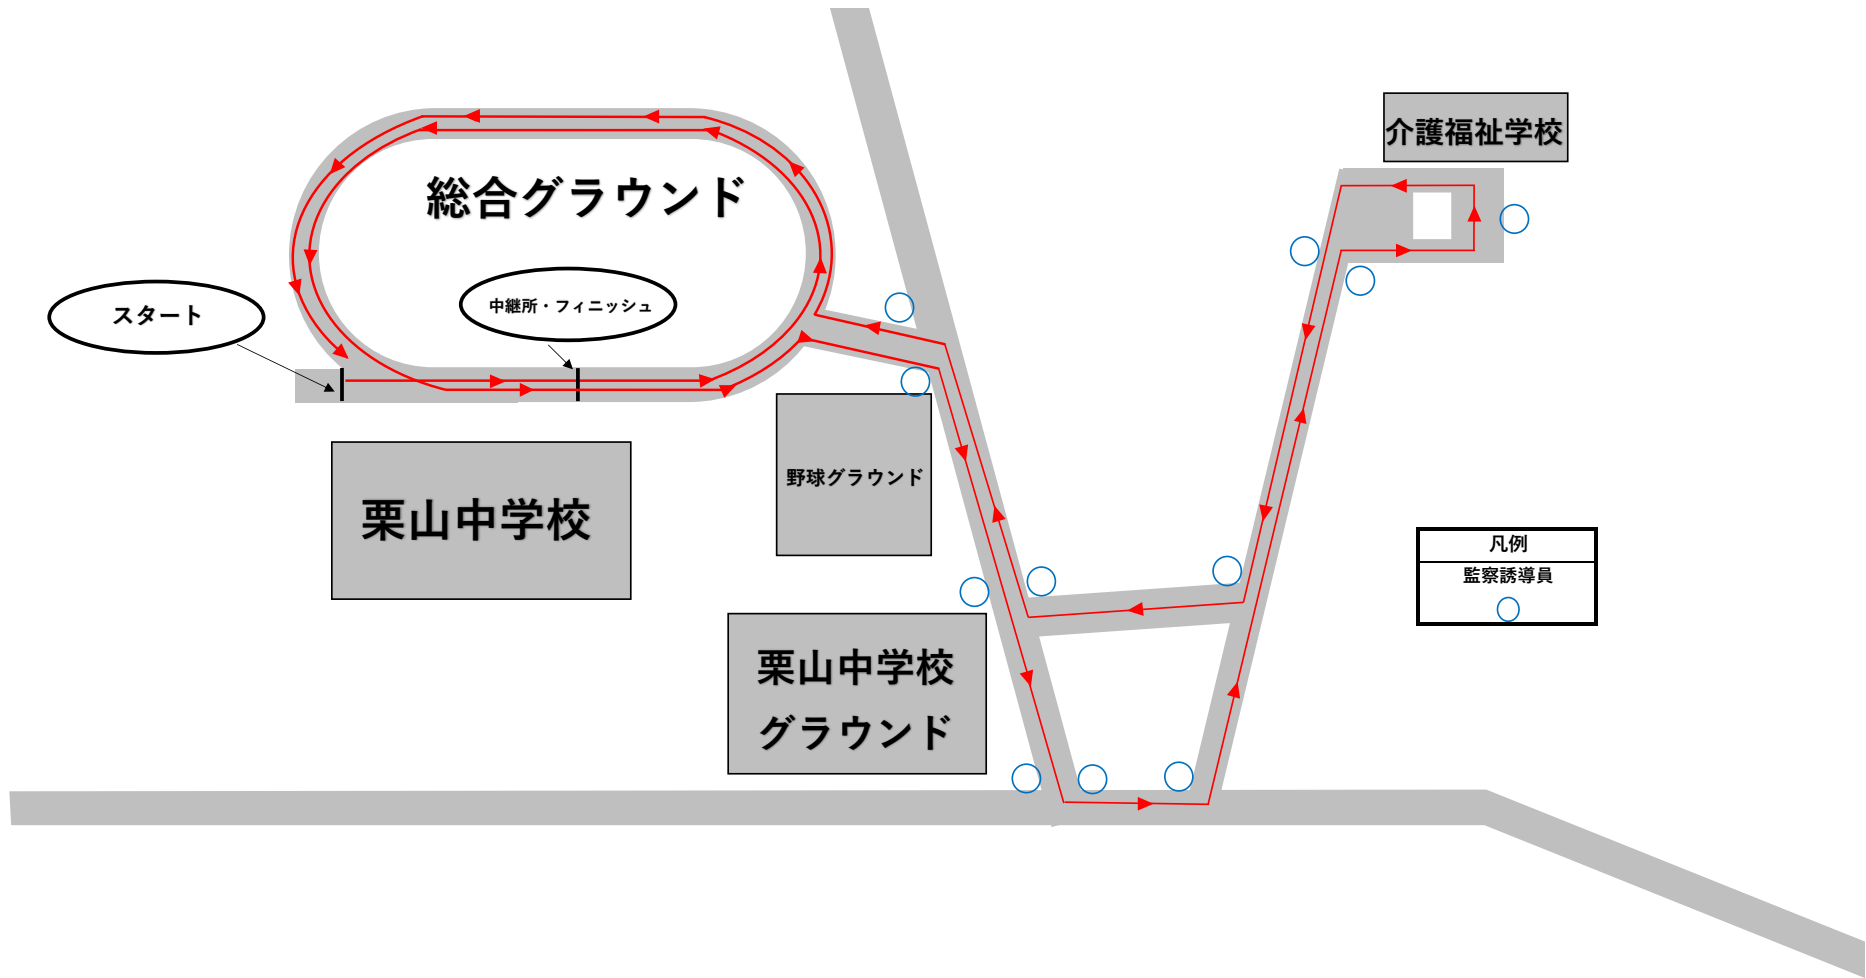 介護福祉学校
総合グラウンド
スタート
中継所・フィニッシュ
野球グラウンド
栗山中学校
凡例
監察誘導員
栗山中学校
グラウンド